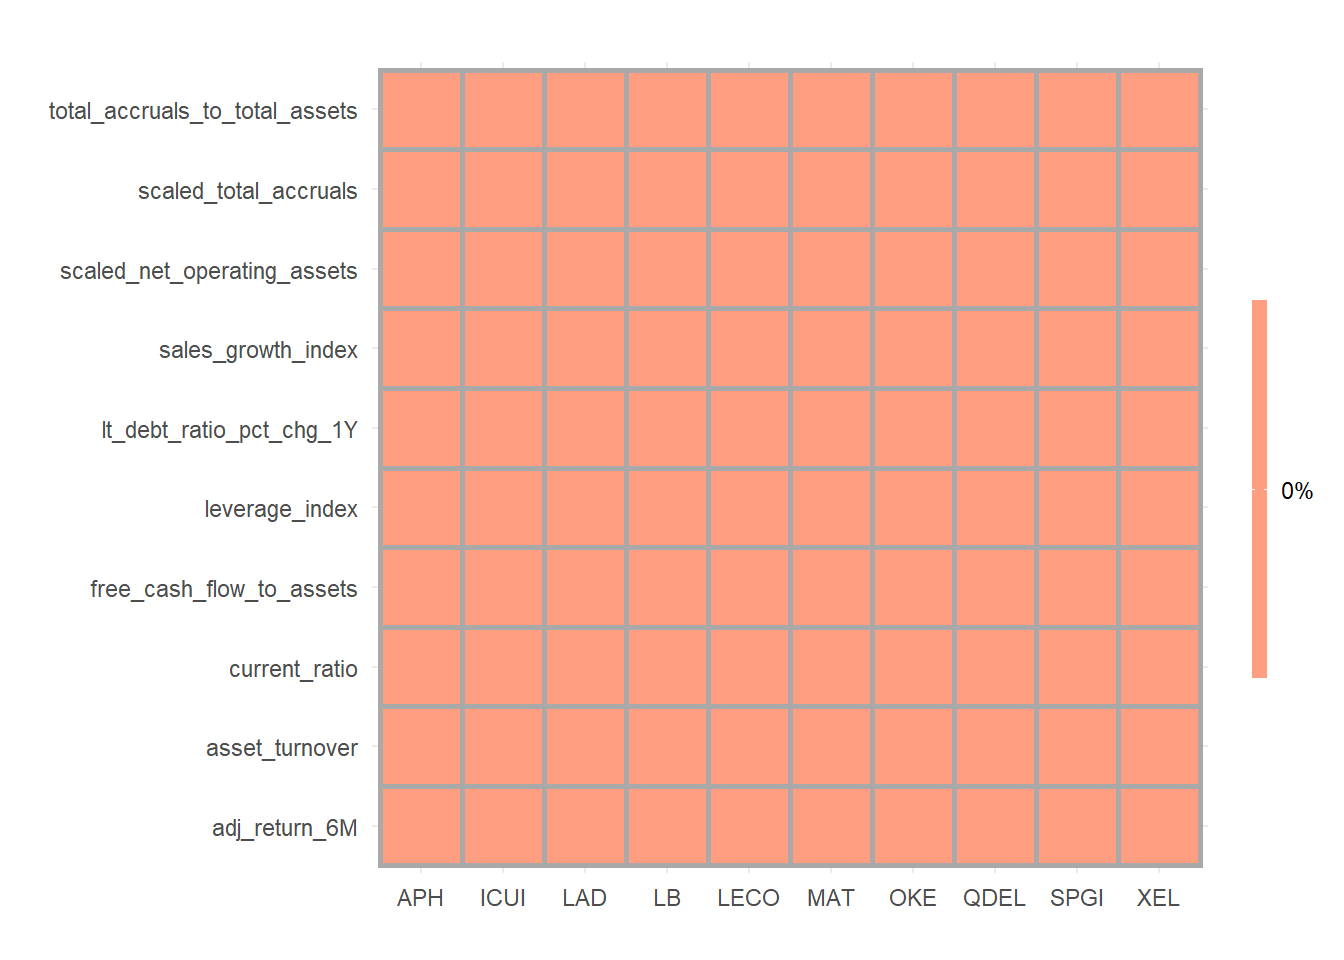 total_accruals_to_total_assets
scaled_total_accruals
scaled_net_operating_assets
sales_growth_index
lt_debt_ratio_pct_chg_1Y
leverage_index
free_cash_flow_to_assets
current_ratio
asset_turnover
adj_return_6M
0%
APH ICUI LAD LB LECO MAT OKE QDEL SPGI XEL